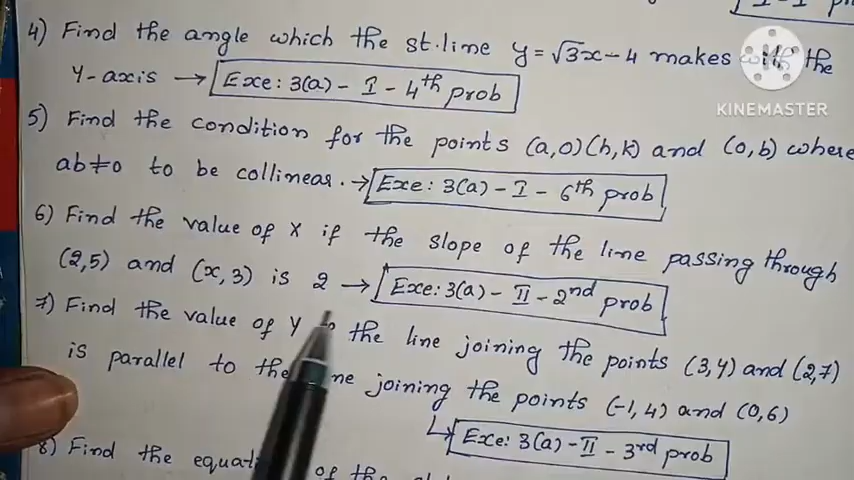 I-I
KINEMASTER
4) Find the angle which the st.line y=√3x-4 makes with the
Y-axis → Exe: 3(a)-I-4th prob
5) Find the condition for the points (a,0)(h,k) and (0,b) where
ab≠0 to be collinear. → Exe: 3(a)-I-6th prob
6) Find the value of x if the slope of the line passing through
(2,5) and (x,3) is 2 → Exe: 3(a)-II-2nd prob
7) Find the value of Y the line joining the points (3,4) and (2,7)
is parallel to the joining the points (-1,4) and (0,6)
Exe: 3(a)-II-3rd prob
8) Find the of the